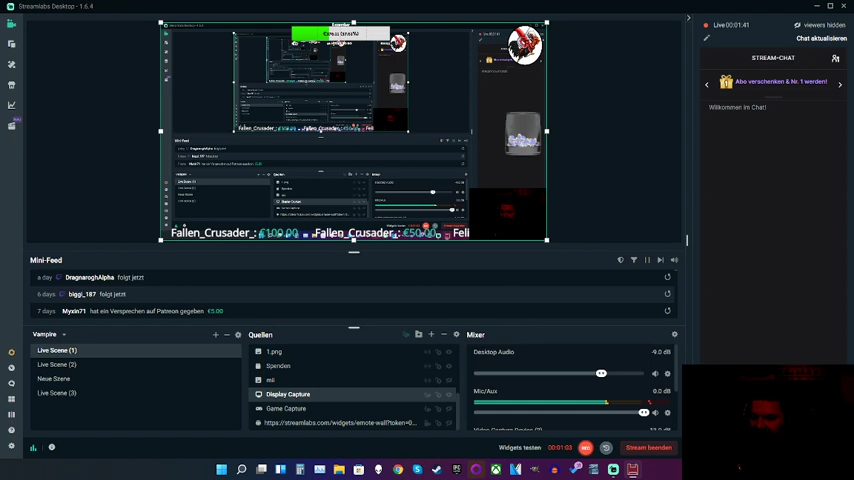 Streamlabs Desktop - 1.6.4
Live 00:01:41
viewers hidden
Chat aktualisieren
STREAM-CHAT
Abo verschenken & Nr. 1 werden!
Willkommen im Chat!
Fallen_Crusader_: €100.00 Fallen_Crusader_: €50.00 Fell
Mini-Feed
a day DragnaroghAlpha folgt jetzt
6 days biggi_187 folgt jetzt
7 days Myxin71 hat ein Versprechen auf Patreon gegeben €5.00
Vampire
Live Scene (1)
Live Scene (2)
Neue Szene
Live Scene (3)
Quellen
1.png
Spenden
mii
Display Capture
Game Capture
https://streamlabs.com/widgets/emote-wall?token=0...
Mixer
Desktop Audio
-9.0 dB
Mic/Aux
0.0 dB
Widgets testen
00:01:03
REC
Stream beenden